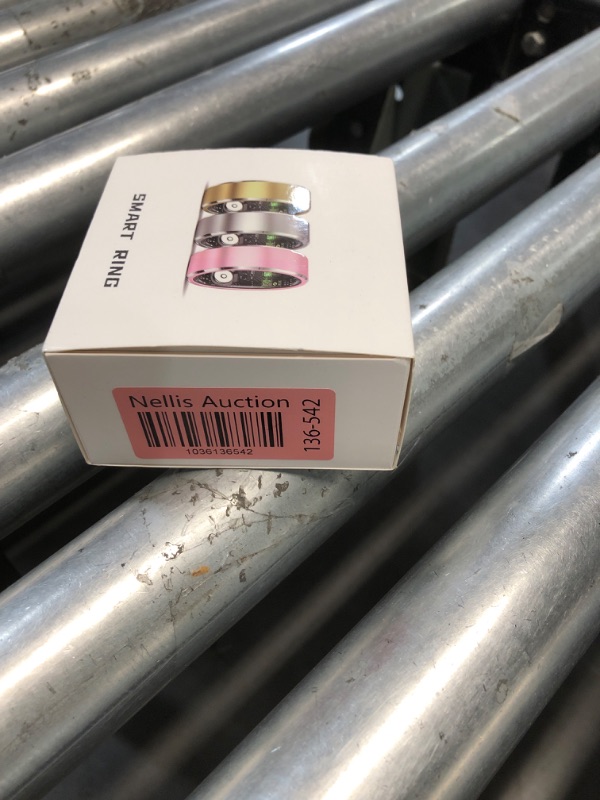 SMART RING
Nellis Auction
1036136542
136-542